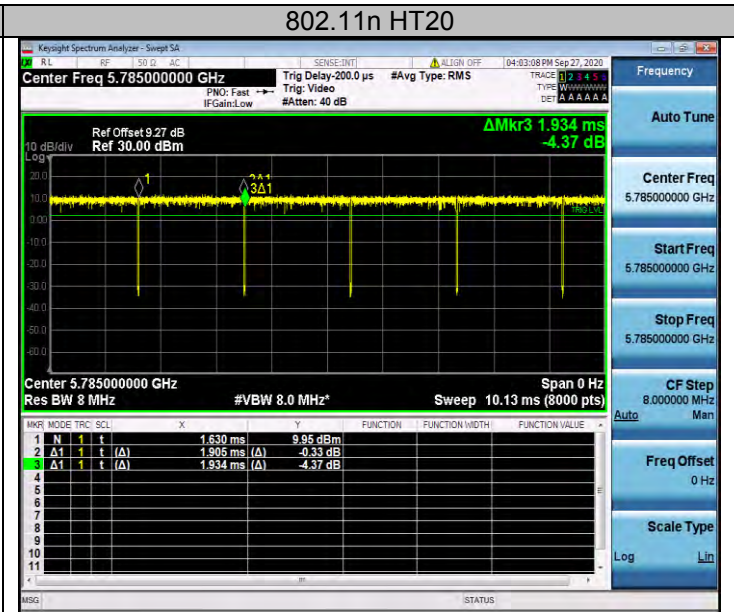 802.11n HT20
Keysight Spectrum Analyzer - Swept SA
RL RF 50 Ω AC SENSE:INT ALIGN OFF 04:03:08 PM Sep 27, 2020
Center Freq 5.785000000 GHz Trig Delay-200.0 µs #Avg Type: RMS TRACE 1 2 3 4 5 6
PNO: Fast Trig: Video TYPE W
IFGain:Low #Atten: 40 dB DET A A A A A A
Frequency
Auto Tune
Ref Offset 9.27 dB ΔMkr3 1.934 ms
10 dB/div Ref 30.00 dBm -4.37 dB
Log
20.0
10.0
0.00
-10.0
-20.0
-30.0
-40.0
-50.0
-60.0
1
2Δ1
3Δ1
TRIG LVL
Center 5.785000000 GHz Span 0 Hz
Res BW 8 MHz #VBW 8.0 MHz* Sweep 10.13 ms (8000 pts)
MKR MODE TRC SCL X Y FUNCTION FUNCTION WIDTH FUNCTION VALUE
1 N 1 t 1.630 ms 9.95 dBm
2 Δ1 1 t (Δ) 1.905 ms (Δ) -0.33 dB
3 Δ1 1 t (Δ) 1.934 ms (Δ) -4.37 dB
4
5
6
7
8
9
10
11
Center Freq
5.785000000 GHz
Start Freq
5.785000000 GHz
Stop Freq
5.785000000 GHz
CF Step
8.000000 MHz
Auto Man
Freq Offset
0 Hz
Scale Type
Log Lin
MSG STATUS